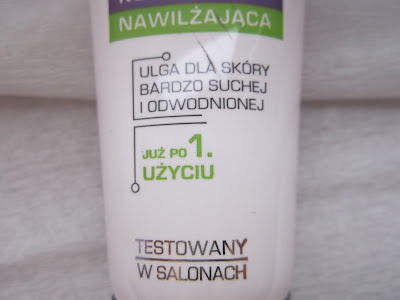 NAWILŻAJĄCA
ULGA DLA SKÓRY
BARDZO SUCHEJ
I ODWODNIONEJ
JUŻ PO 1.
UŻYCIU
TESTOWANY
W SALONACH